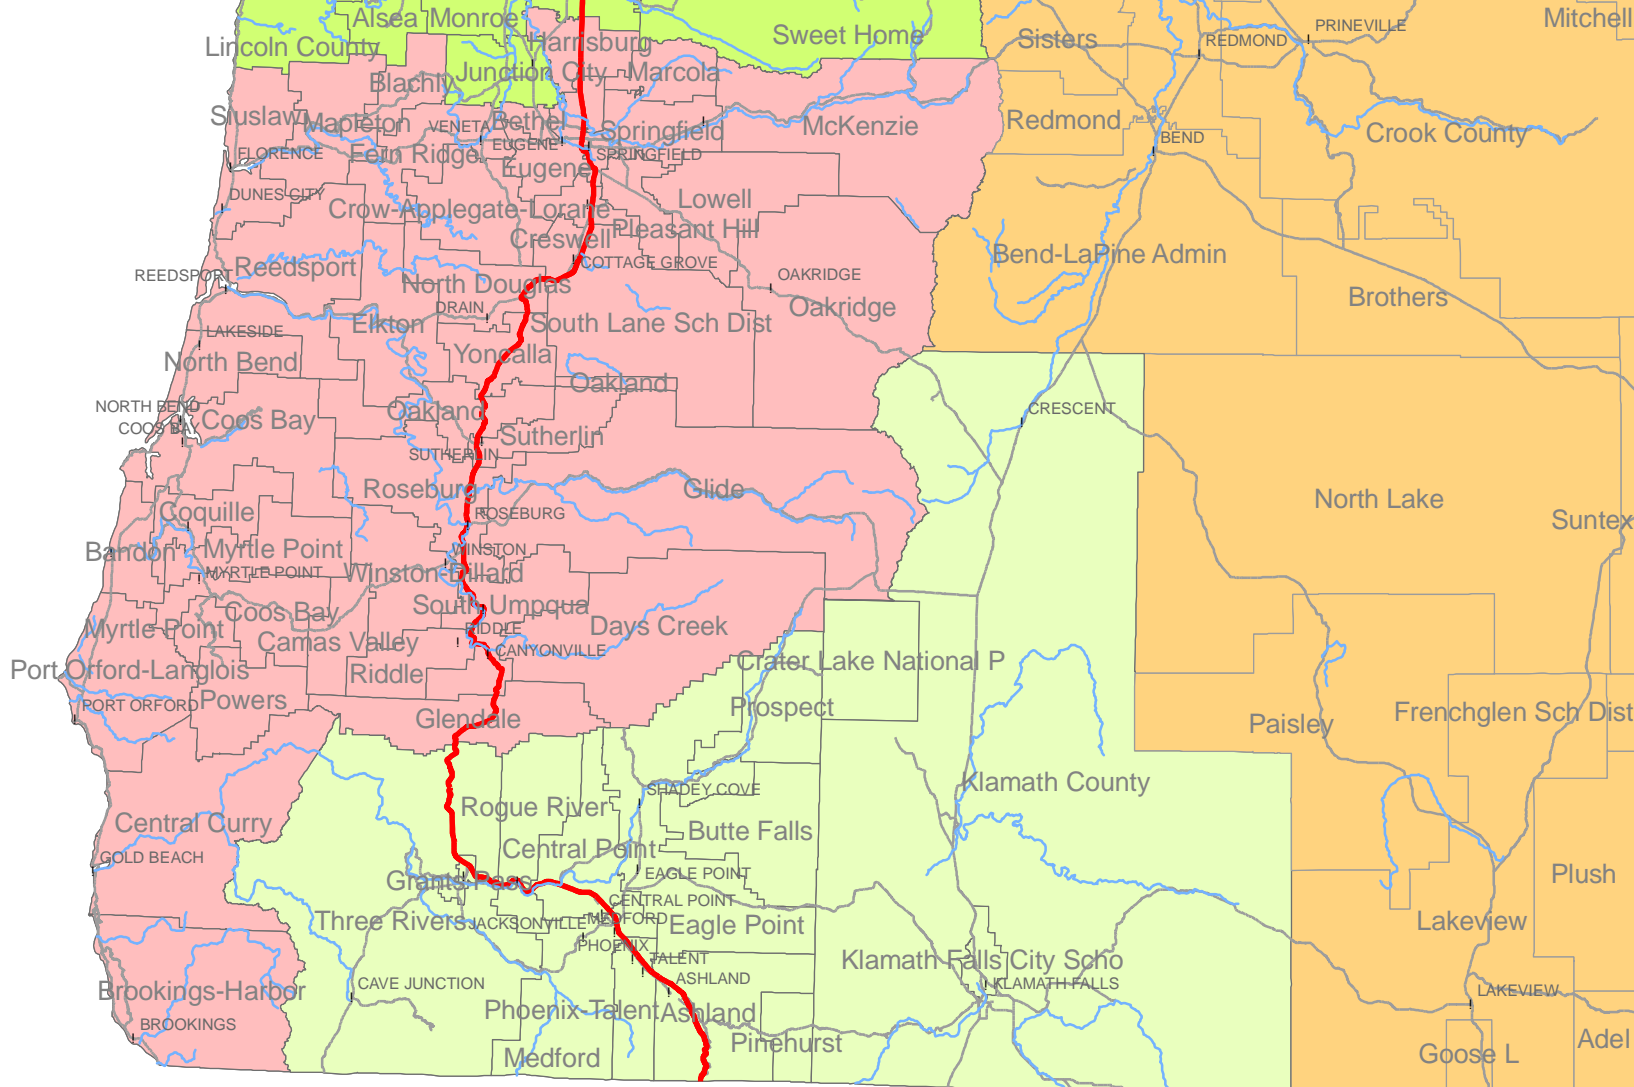 Alsea
Monroe
Lincoln County
Harrisburg
Sweet Home
Sisters
REDMOND
PRINEVILLE
Mitchell
Blachly
Junction City
Marcola
Siuslaw
Mapleton
VENETA
Bethel
Springfield
McKenzie
Redmond
Crook County
FLORENCE
Fern Ridge
EUGENE
SPRINGFIELD
BEND
Eugene
DUNES CITY
Crow-Applegate-Lorane
Lowell
Creswell
Pleasant Hill
Bend-LaPine Admin
REEDSPORT
Reedsport
COTTAGE GROVE
OAKRIDGE
North Douglas
DRAIN
Oakridge
Brothers
LAKESIDE
Elkton
South Lane Sch Dist
North Bend
Yoncalla
Oakland
NORTH BEND
COOS BAY
Coos Bay
Oakland
Sutherlin
CRESCENT
SUTHERLIN
Roseburg
Glide
North Lake
Coquille
ROSEBURG
Suntex
Bandon
Myrtle Point
WINSTON
MYRTLE POINT
Winston-Dillard
Coos Bay
South Umpqua
Myrtle Point
Camas Valley
RIDDLE
Days Creek
CANYONVILLE
Port Orford-Langlois
Riddle
Crater Lake National P
PORT ORFORD
Powers
Glendale
Prospect
Paisley
Frenchglen Sch Dist
SHADEY COVE
Klamath County
Rogue River
Central Curry
Butte Falls
GOLD BEACH
Central Point
EAGLE POINT
Plush
Grants Pass
CENTRAL POINT
Three Rivers
JACKSONVILLE
MEDFORD
Eagle Point
Lakeview
PHOENIX
TALENT
Klamath Falls City Scho
ASHLAND
KLAMATH FALLS
Brookings-Harbor
CAVE JUNCTION
LAKEVIEW
BROOKINGS
Phoenix-Talent
Ashland
Medford
Pinehurst
Goose L
Adel